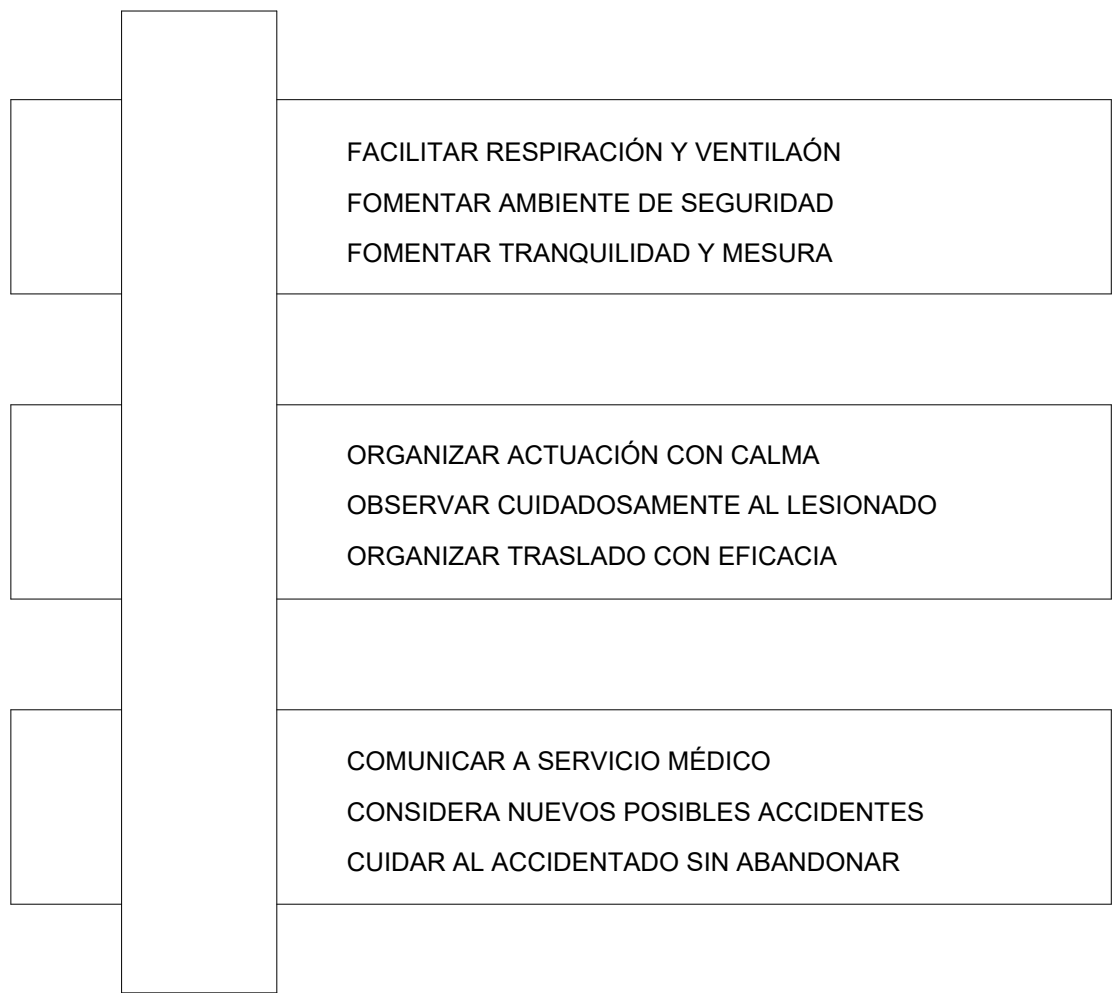 FACILITAR RESPIRACIÓN Y VENTILAÓN
FOMENTAR AMBIENTE DE SEGURIDAD
FOMENTAR TRANQUILIDAD Y MESURA
ORGANIZAR ACTUACIÓN CON CALMA
OBSERVAR CUIDADOSAMENTE AL LESIONADO
ORGANIZAR TRASLADO CON EFICACIA
COMUNICAR A SERVICIO MÉDICO
CONSIDERA NUEVOS POSIBLES ACCIDENTES
CUIDAR AL ACCIDENTADO SIN ABANDONAR